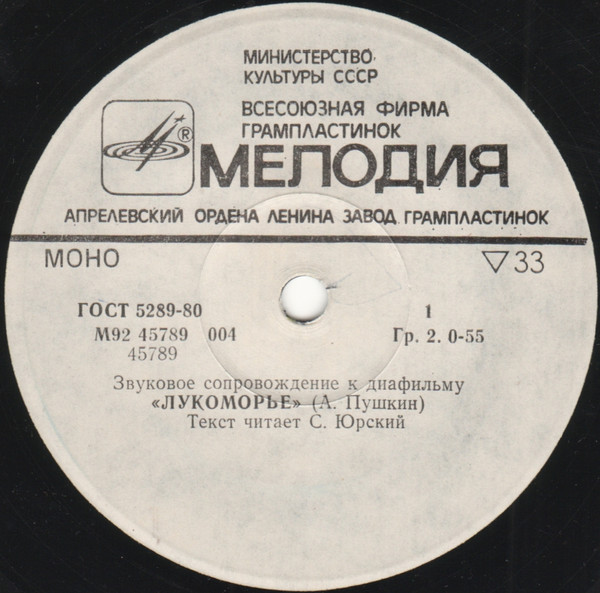 МИНИСТЕРСТВО
КУЛЬТУРЫ СССР
ВСЕСОЮЗНАЯ ФИРМА
ГРАМПЛАСТИНОК
®
МЕЛОДИЯ
АПРЕЛЕВСКИЙ ОРДЕНА ЛЕНИНА ЗАВОД ГРАМПЛАСТИНОК
МОНО ▽33
ГОСТ 5289-80 1
М92 45789 004 Гр. 2. 0-55
45789
Звуковое сопровождение к диафильму
«ЛУКОМОРЬЕ» (А. Пушкин)
Текст читает С. Юрский